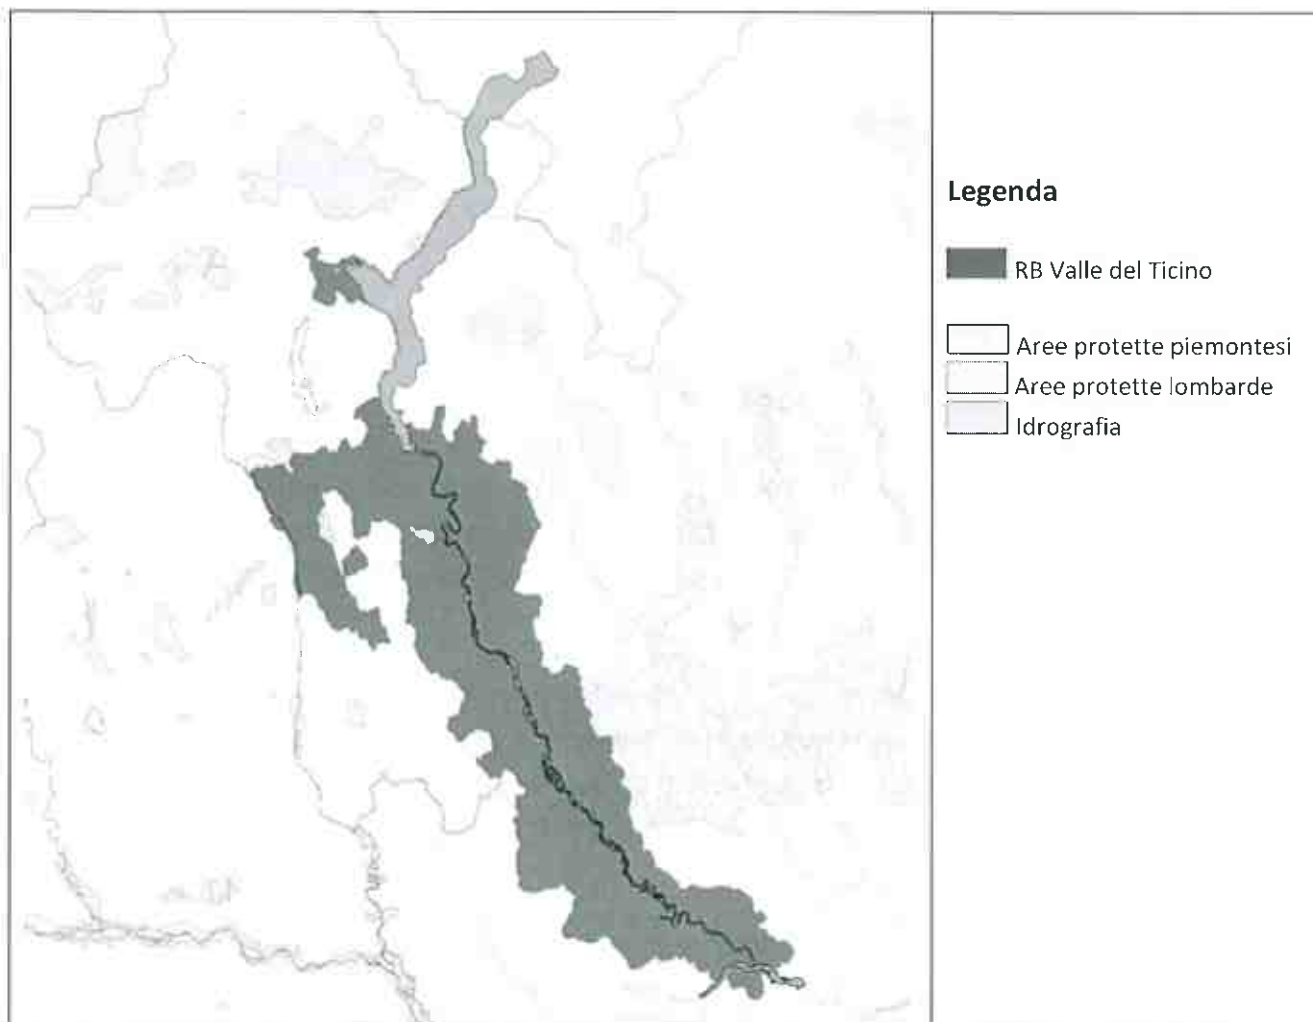 Legenda
RB Valle del Ticino
Aree protette piemontesi
Aree protette lombarde
Idrografia